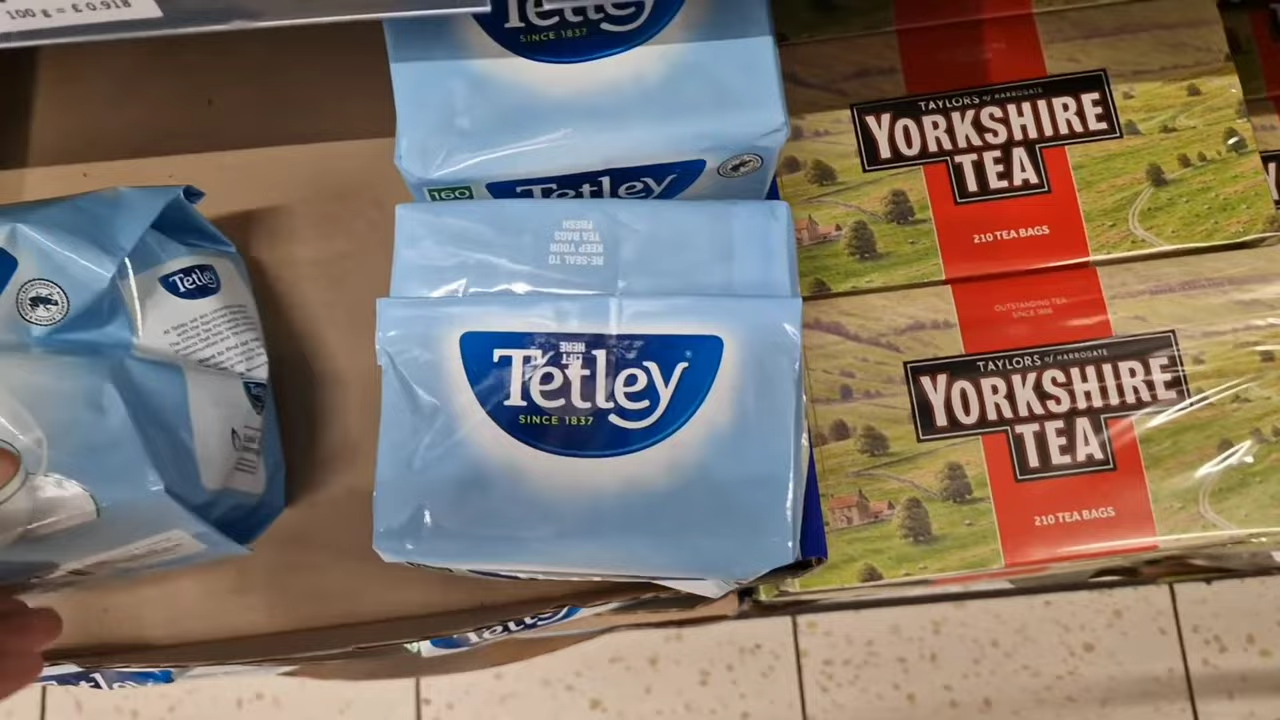 100 g = £0.918
Tetley
SINCE 1837
160
Tetley
RE-SEAL TO
KEEP YOUR
TEA BAGS
FRESH
LIFT
HERE
Tetley
SINCE 1837
Tetley
Tetley
Tetley
TAYLORS of HARROGATE
YORKSHIRE
TEA
210 TEA BAGS
OUTSTANDING TEA
SINCE 1886
TAYLORS of HARROGATE
YORKSHIRE
TEA
210 TEA BAGS